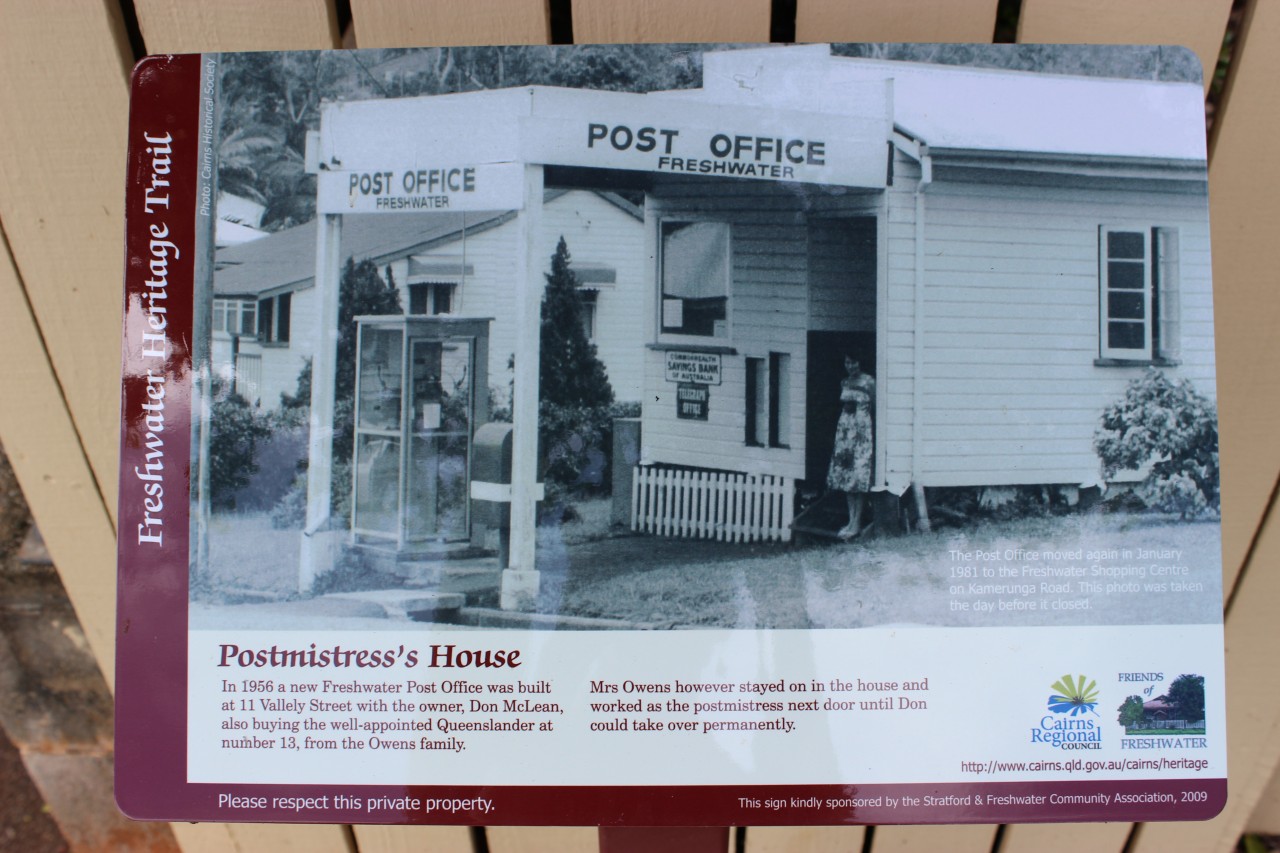 Freshwater Heritage Trail
Photo: Cairns Historical Society
POST OFFICE
FRESHWATER
POST OFFICE
FRESHWATER
COMMONWEALTH
SAVINGS BANK
OF AUSTRALIA
TELEGRAPH
OFFICE
The Post Office moved again in January
1981 to the Freshwater Shopping Centre
on Kamerunga Road. This photo was taken
the day before it closed.
Postmistress's House
In 1956 a new Freshwater Post Office was built
at 11 Vallely Street with the owner, Don McLean,
also buying the well-appointed Queenslander at
number 13, from the Owens family.
Mrs Owens however stayed on in the house and
worked as the postmistress next door until Don
could take over permanently.
Cairns
Regional
COUNCIL
FRIENDS
of
FRESHWATER
http://www.cairns.qld.gov.au/cairns/heritage
Please respect this private property.
This sign kindly sponsored by the Stratford & Freshwater Community Association, 2009